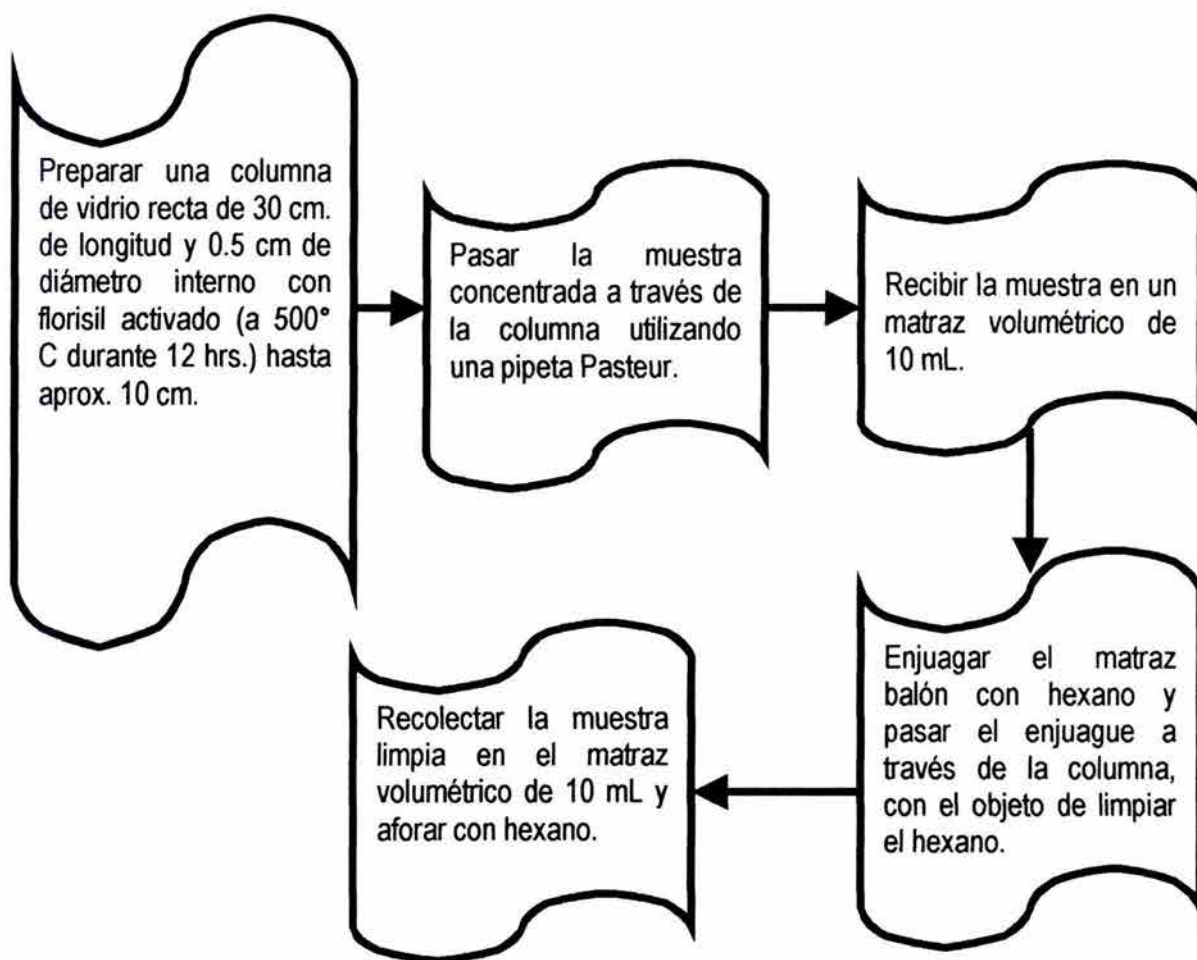 Preparar una columna
de vidrio recta de 30 cm.
de longitud y 0.5 cm de
diámetro interno con
florisil activado (a 500°
C durante 12 hrs.) hasta
aprox. 10 cm.
Pasar la muestra
concentrada a través de
la columna utilizando
una pipeta Pasteur.
Recibir la muestra en un
matraz volumétrico de
10 mL.
Enjuagar el matraz
balón con hexano y
pasar el enjuague a
través de la columna,
con el objeto de limpiar
el hexano.
Recolectar la muestra
limpia en el matraz
volumétrico de 10 mL y
aforar con hexano.